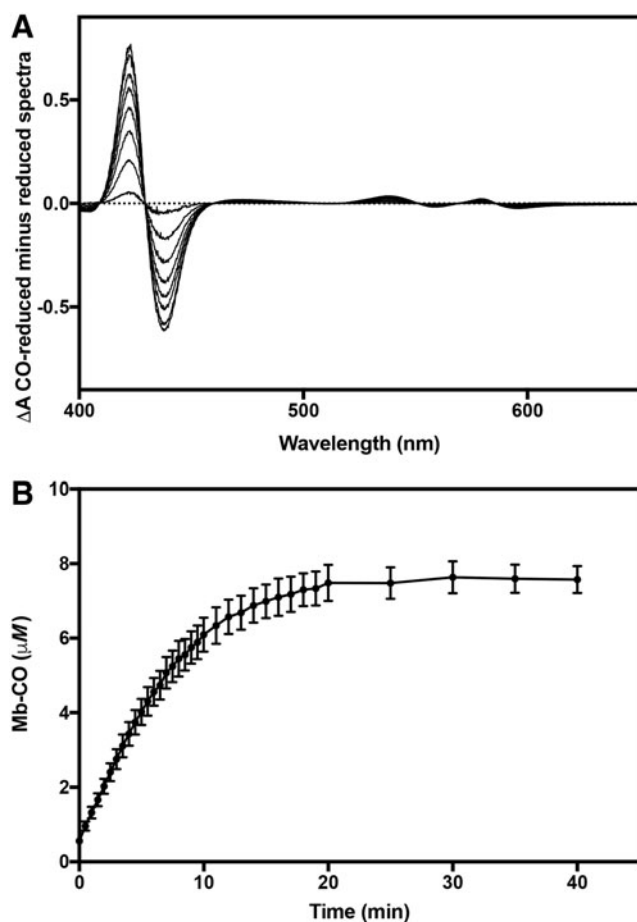 A
ΔA CO-reduced minus reduced spectra
0.5
0.0
-0.5
400
500
600
Wavelength (nm)
B
Mb-CO (μM)
10
8
6
4
2
0
0
10
20
30
40
Time (min)